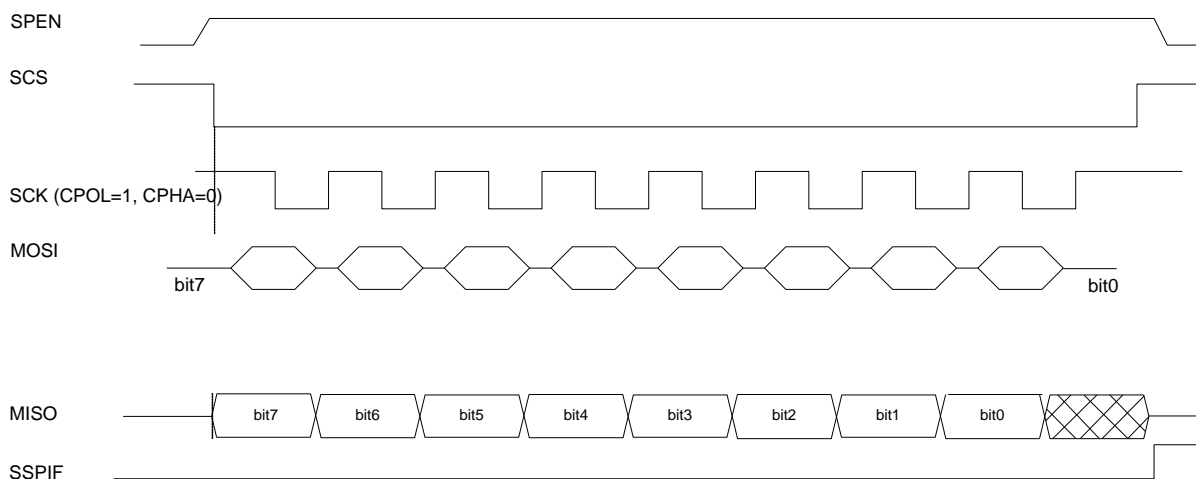 SPEN
SCS
SCK (CPOL=1, CPHA=0)
MOSI
bit7
bit0
MISO
bit7 bit6 bit5 bit4 bit3 bit2 bit1 bit0
SSPIF